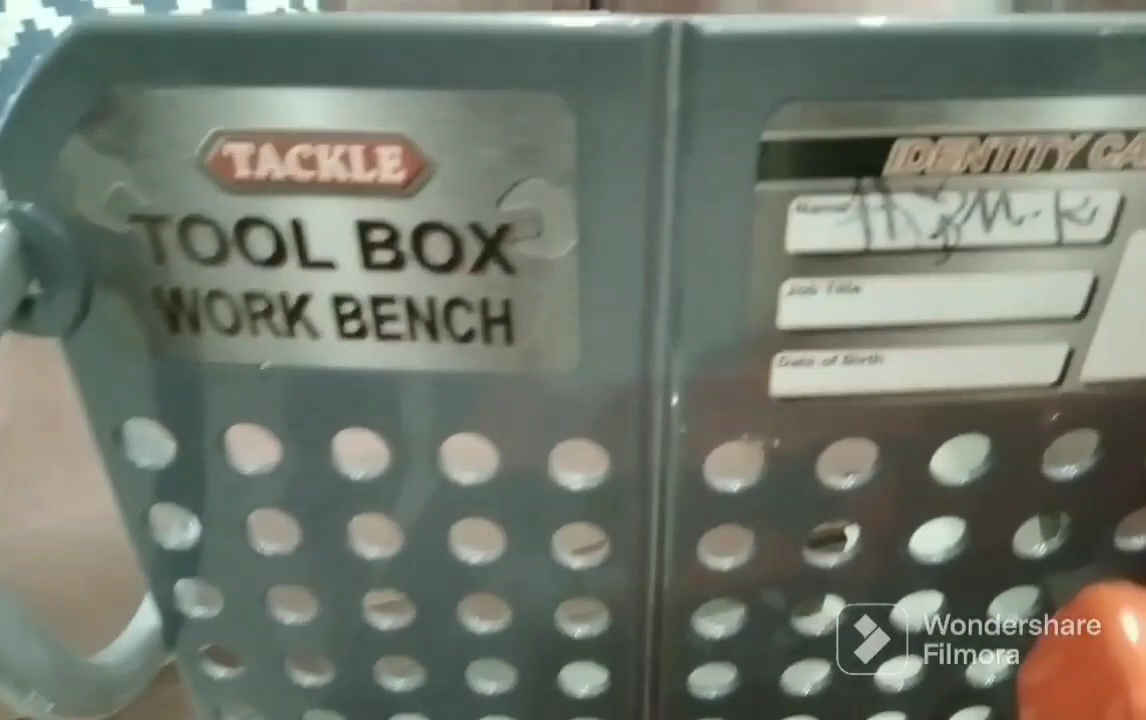 TACKLE
TOOL BOX
WORK BENCH
IDENTITY CA
Name
Job Title
Date of Birth
Wondershare
Filmora